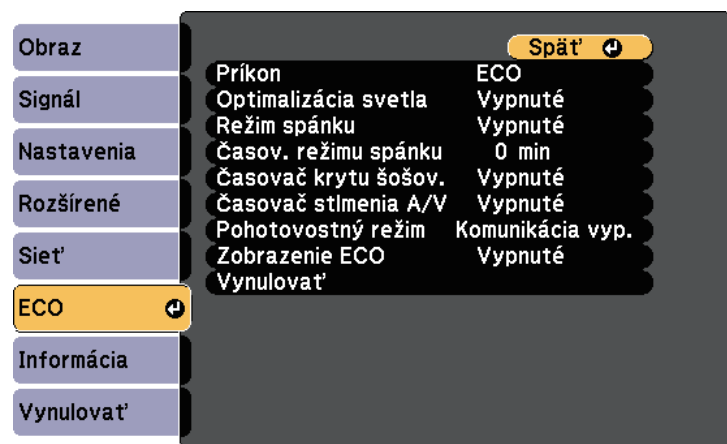 Obraz
Signál
Nastavenia
Rozšírené
Sieť
ECO
Informácia
Vynulovať
Späť
Príkon ECO
Optimalizácia svetla Vypnuté
Režim spánku Vypnuté
Časov. režimu spánku 0 min
Časovač krytu šošov. Vypnuté
Časovač stlmenia A/V Vypnuté
Pohotovostný režim Komunikácia vyp.
Zobrazenie ECO Vypnuté
Vynulovať